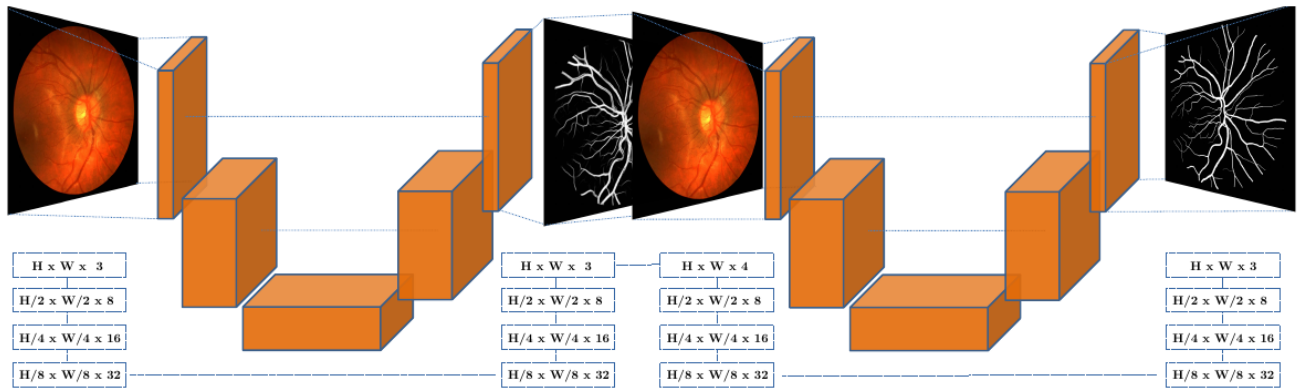 H x W x 3
H/2 x W/2 x 8
H/4 x W/4 x 16
H/8 x W/8 x 32
H x W x 3
H/2 x W/2 x 8
H/4 x W/4 x 16
H/8 x W/8 x 32
H x W x 4
H/2 x W/2 x 8
H/4 x W/4 x 16
H/8 x W/8 x 32
H x W x 3
H/2 x W/2 x 8
H/4 x W/4 x 16
H/8 x W/8 x 32